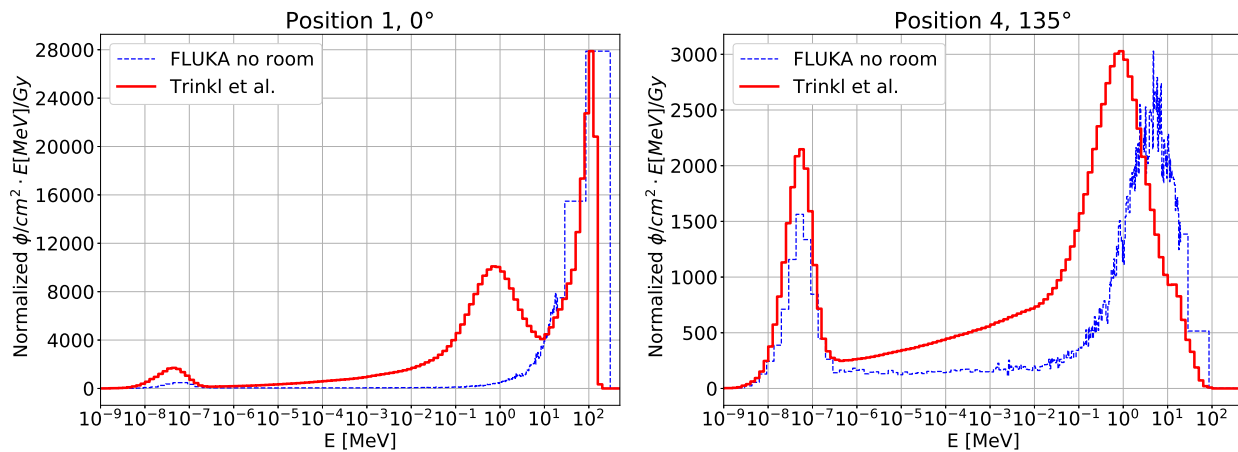 Position 1, 0°
Normalized ϕ/cm² · E[MeV]/Gy
28000
24000
20000
16000
12000
8000
4000
0
FLUKA no room
Trinkl et al.
10⁻⁹ 10⁻⁸ 10⁻⁷ 10⁻⁶ 10⁻⁵ 10⁻⁴ 10⁻³ 10⁻² 10⁻¹ 10⁰ 10¹ 10²
E [MeV]
Position 4, 135°
Normalized ϕ/cm² · E[MeV]/Gy
3000
2500
2000
1500
1000
500
0
FLUKA no room
Trinkl et al.
10⁻⁹ 10⁻⁸ 10⁻⁷ 10⁻⁶ 10⁻⁵ 10⁻⁴ 10⁻³ 10⁻² 10⁻¹ 10⁰ 10¹ 10²
E [MeV]